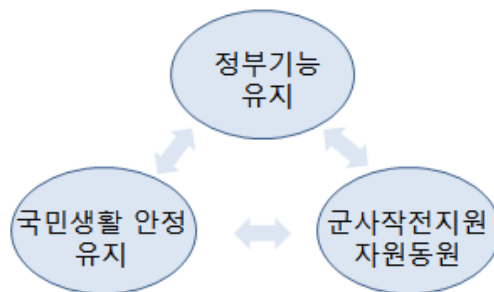 정부기능
유지
국민생활 안정
유지
군사작전지원
자원동원